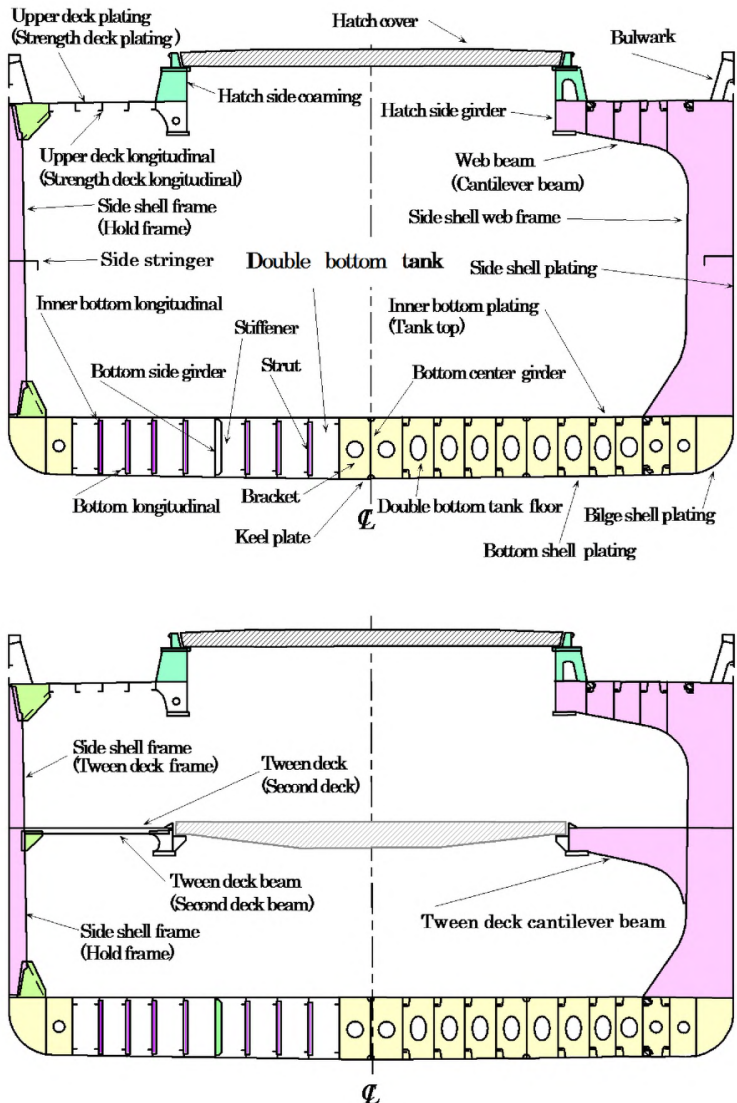 Upper deck plating
(Strength deck plating )
Hatch cover
Bulwark
Hatch side coaming
Hatch side girder
Upper deck longitudinal
(Strength deck longitudinal)
Web beam
(Cantilever beam)
Side shell frame
(Hold frame)
Side shell web frame
Side stringer
Double bottom tank
Side shell plating
Inner bottom longitudinal
Inner bottom plating
(Tank top)
Stiffener
Bottom side girder
Strut
Bottom center girder
Bottom longitudinal
Bracket
Double bottom tank floor
Bilge shell plating
Keel plate
Bottom shell plating
℄
Side shell frame
(Tween deck frame)
Tween deck
(Second deck)
Tween deck beam
(Second deck beam)
Tween deck cantilever beam
Side shell frame
(Hold frame)
℄